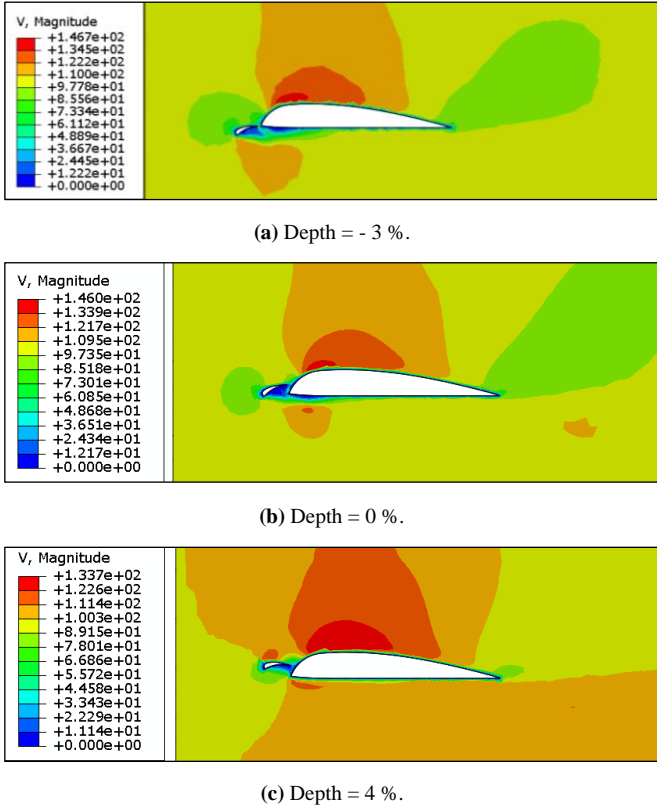 V, Magnitude
+1.467e+02
+1.345e+02
+1.222e+02
+1.100e+02
+9.778e+01
+8.556e+01
+7.334e+01
+6.112e+01
+4.889e+01
+3.667e+01
+2.445e+01
+1.222e+01
+0.000e+00
(a) Depth = - 3 %.
V, Magnitude
+1.460e+02
+1.339e+02
+1.217e+02
+1.095e+02
+9.735e+01
+8.518e+01
+7.301e+01
+6.085e+01
+4.868e+01
+3.651e+01
+2.434e+01
+1.217e+01
+0.000e+00
(b) Depth = 0 %.
V, Magnitude
+1.337e+02
+1.226e+02
+1.114e+02
+1.003e+02
+8.915e+01
+7.801e+01
+6.686e+01
+5.572e+01
+4.458e+01
+3.343e+01
+2.229e+01
+1.114e+01
+0.000e+00
(c) Depth = 4 %.